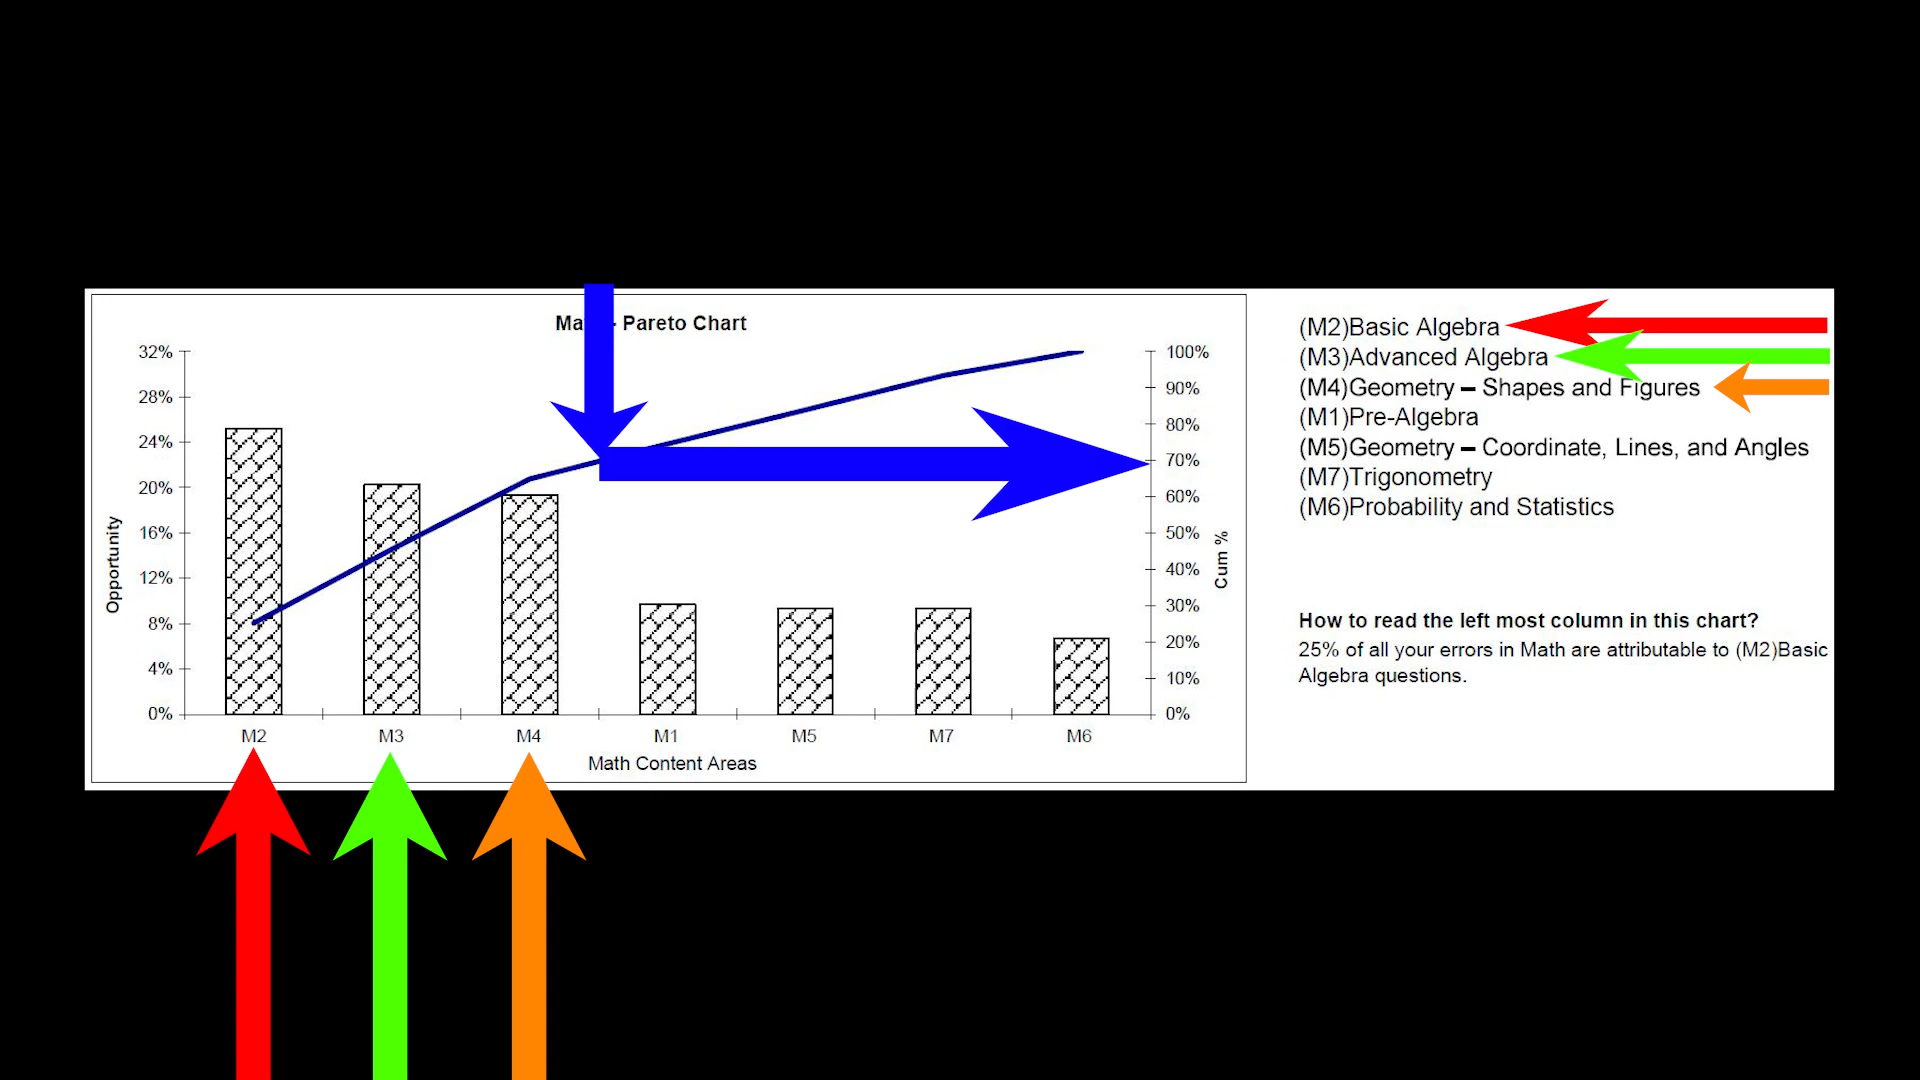 Ma - Pareto Chart
32%
28%
24%
20%
16%
12%
8%
4%
0%
Opportunity
100%
90%
80%
70%
60%
50%
40%
30%
20%
10%
0%
Cum %
M2 M3 M4 M1 M5 M7 M6
Math Content Areas
(M2)Basic Algebra
(M3)Advanced Algebra
(M4)Geometry – Shapes and Figures
(M1)Pre-Algebra
(M5)Geometry – Coordinate, Lines, and Angles
(M7)Trigonometry
(M6)Probability and Statistics
How to read the left most column in this chart?
25% of all your errors in Math are attributable to (M2)Basic
Algebra questions.